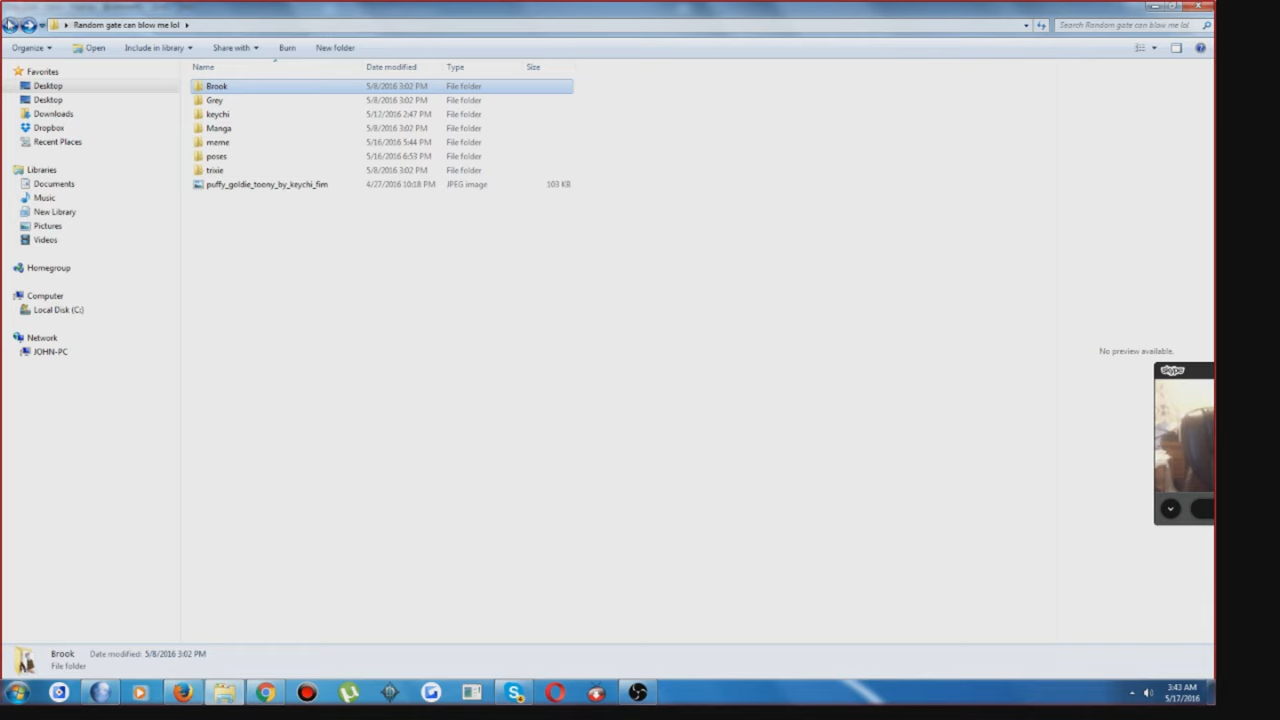 Random gate can blow me lol
Search Random gate can blow me lol
Organize Open Include in library Share with Burn New folder
Name Date modified Type Size
Favorites
Desktop
Desktop
Downloads
Dropbox
Recent Places
Libraries
Documents
Music
New Library
Pictures
Videos
Homegroup
Computer
Local Disk (C:)
Network
JOHN-PC
Brook 5/8/2016 3:02 PM File folder
Grey 5/8/2016 3:02 PM File folder
keychi 5/12/2016 2:47 PM File folder
Manga 5/8/2016 3:02 PM File folder
meme 5/16/2016 5:44 PM File folder
poses 5/16/2016 6:53 PM File folder
trixie 5/8/2016 3:02 PM File folder
puffy_goldie_toony_by_keychi_fim 4/27/2016 10:18 PM JPEG image 103 KB
No preview available.
skype
Brook Date modified: 5/8/2016 3:02 PM
File folder
3:43 AM
5/17/2016